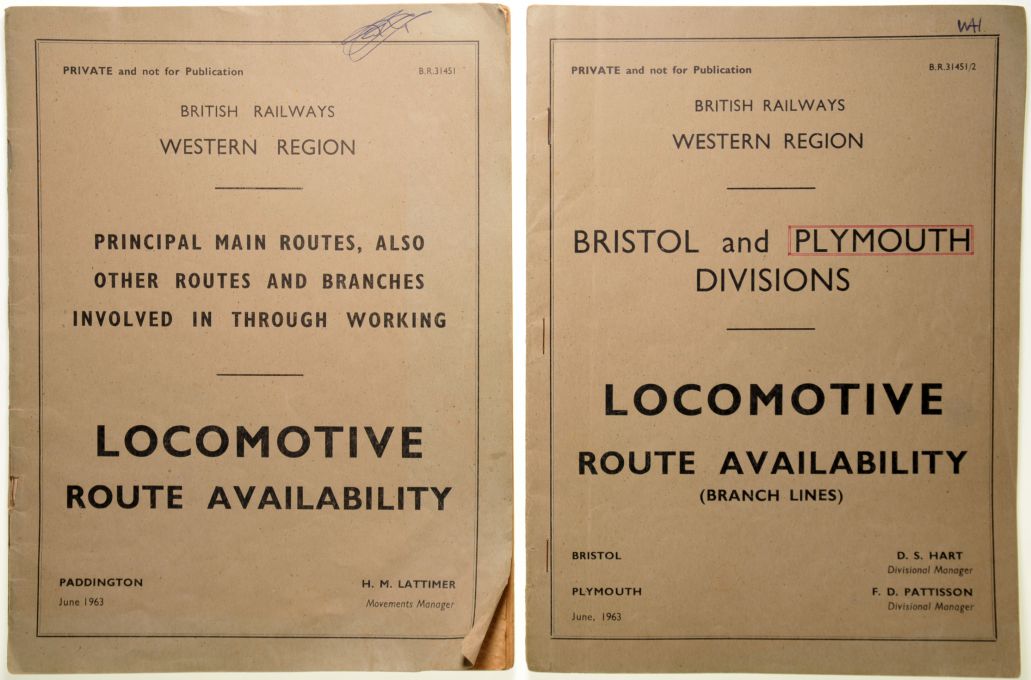 PRIVATE and not for Publication
B.R.31451
BRITISH RAILWAYS
WESTERN REGION
PRINCIPAL MAIN ROUTES, ALSO
OTHER ROUTES AND BRANCHES
INVOLVED IN THROUGH WORKING
LOCOMOTIVE
ROUTE AVAILABILITY
PADDINGTON
June 1963
H. M. LATTIMER
Movements Manager
WH.
PRIVATE and not for Publication
B.R.31451/2
BRITISH RAILWAYS
WESTERN REGION
BRISTOL and PLYMOUTH
DIVISIONS
LOCOMOTIVE
ROUTE AVAILABILITY
(BRANCH LINES)
BRISTOL
D. S. HART
Divisional Manager
PLYMOUTH
F. D. PATTISSON
Divisional Manager
June, 1963